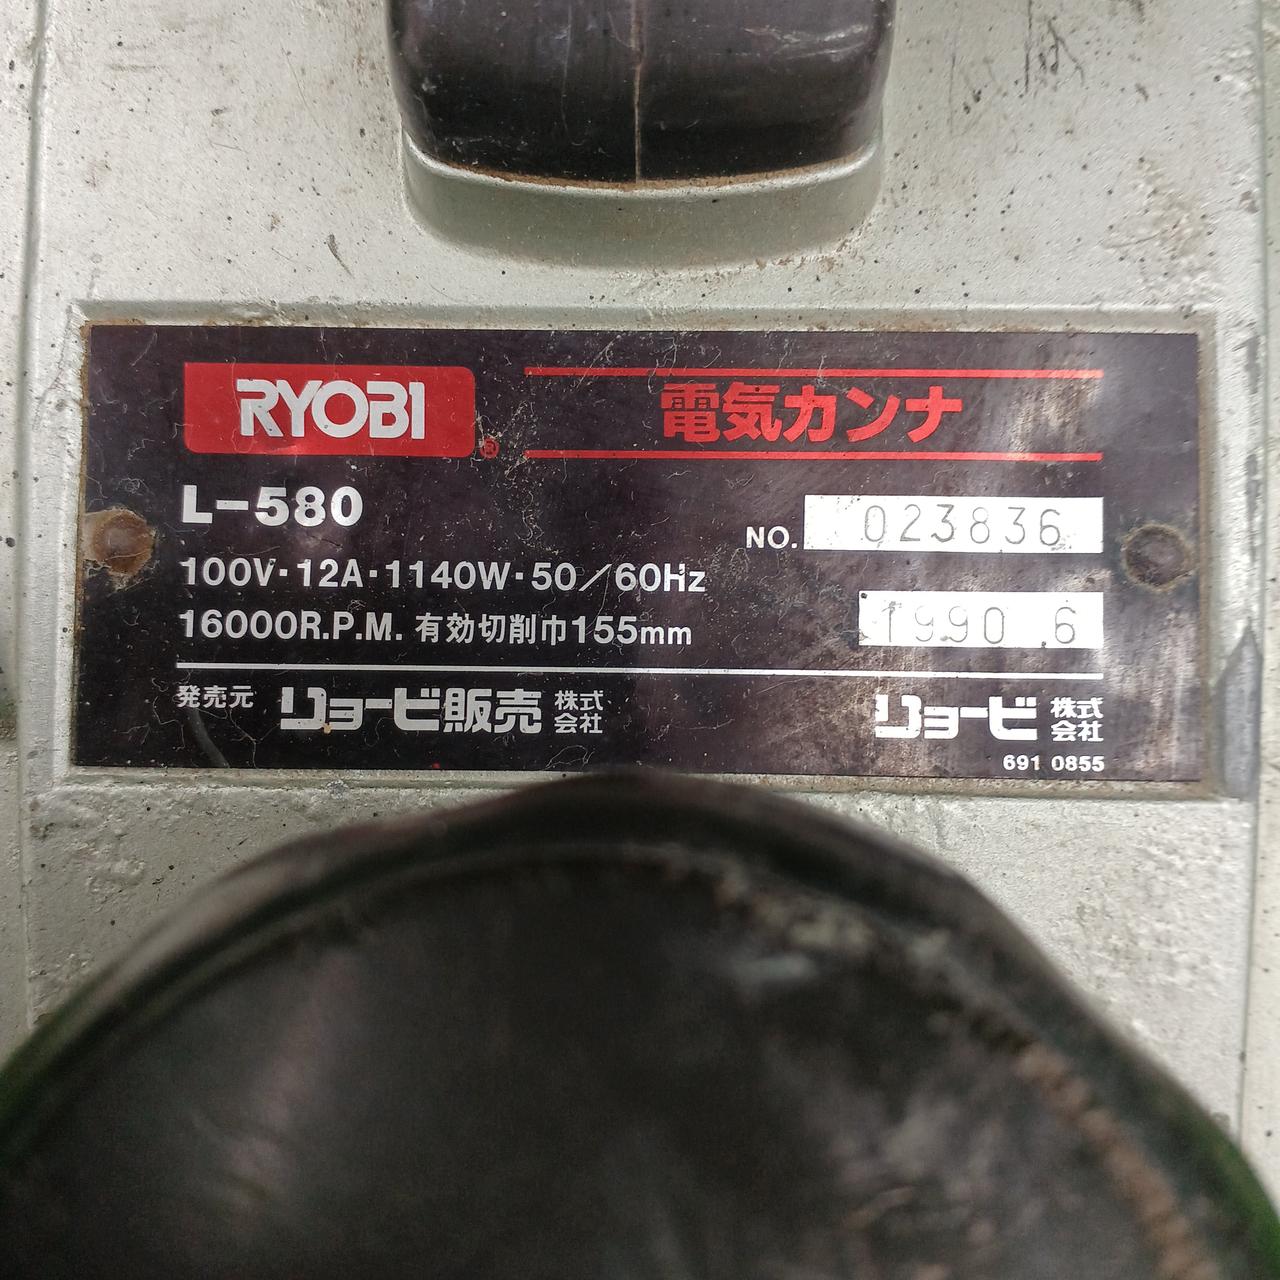 RYOBI®
電気カンナ
L-580
NO. 023836
100V・12A・1140W・50/60Hz
16000R.P.M. 有効切削巾155mm
1990 6
発売元 リョービ販売 株式会社
リョービ 株式会社
691 0855